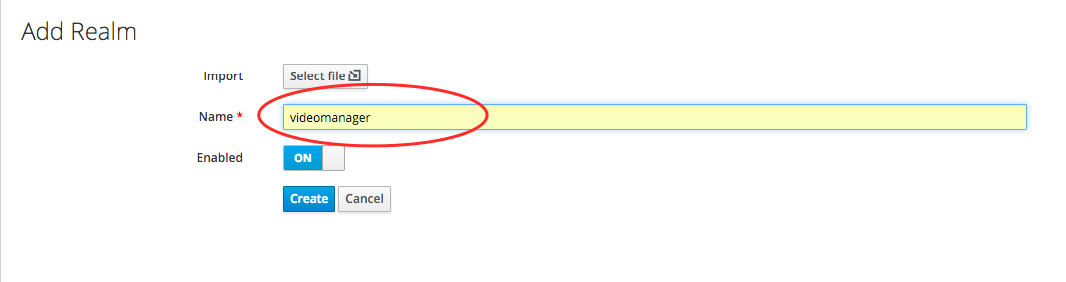 Add Realm
Import Select file
Name * videomanager
Enabled ON
Create Cancel